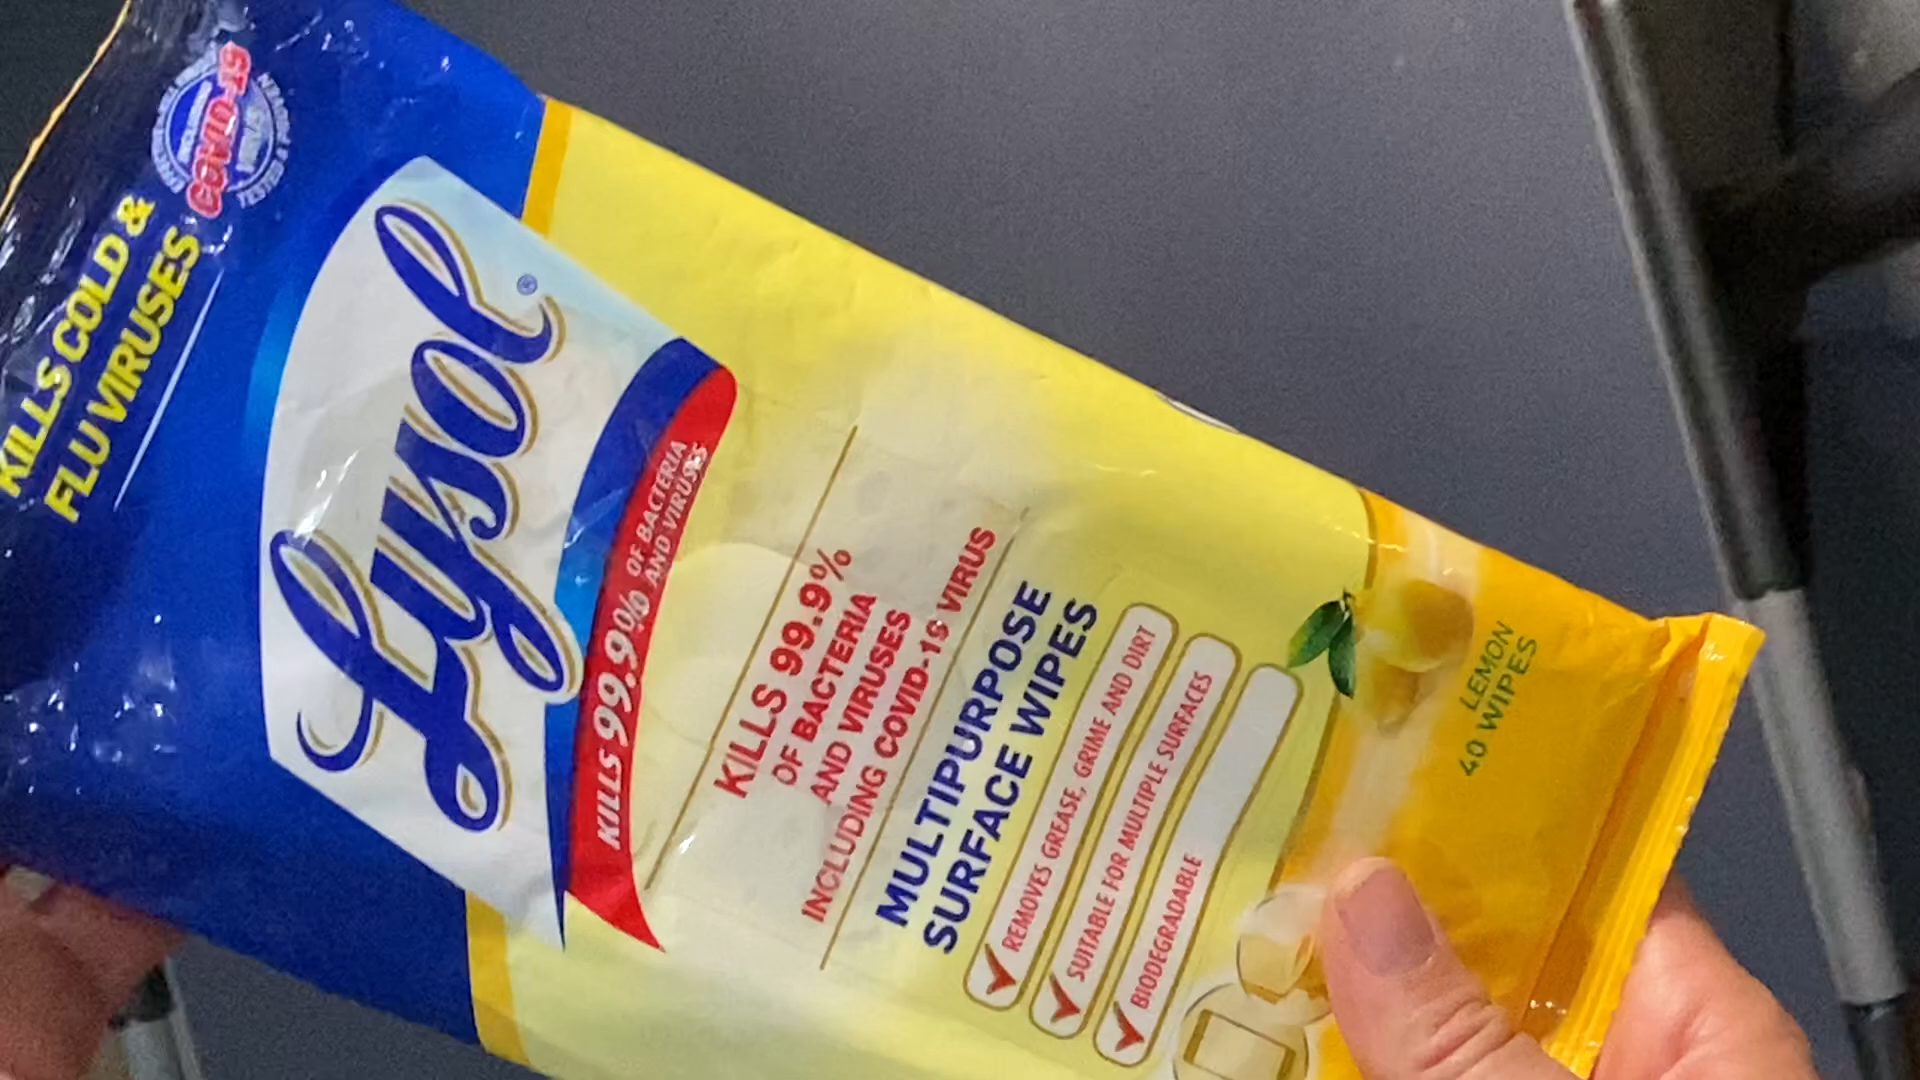 KILLS COLD &
FLU VIRUSES
INCLUDING
COVID-19
VIRUS
Lysol®
KILLS 99.9% OF BACTERIA
AND VIRUSES
KILLS 99.9%
OF BACTERIA
AND VIRUSES
INCLUDING COVID-19 VIRUS
MULTIPURPOSE
SURFACE WIPES
REMOVES GREASE, GRIME AND DIRT
SUITABLE FOR MULTIPLE SURFACES
BIODEGRADABLE
LEMON
40 WIPES